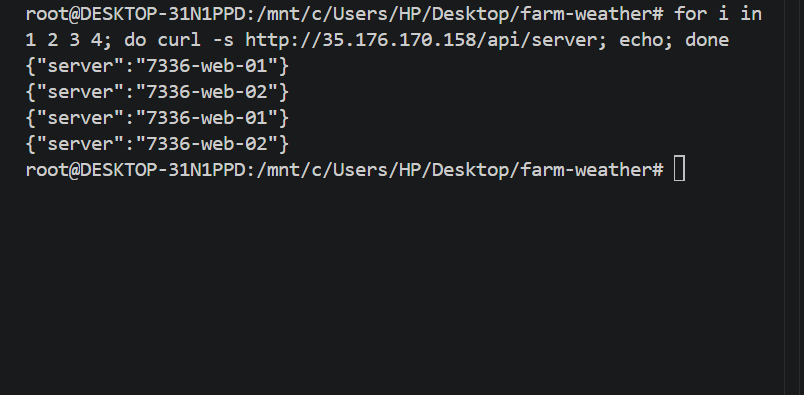 root@DESKTOP-31N1PPD:/mnt/c/Users/HP/Desktop/farm-weather# for i in
1 2 3 4; do curl -s http://35.176.170.158/api/server; echo; done
{"server":"7336-web-01"}
{"server":"7336-web-02"}
{"server":"7336-web-01"}
{"server":"7336-web-02"}
root@DESKTOP-31N1PPD:/mnt/c/Users/HP/Desktop/farm-weather#